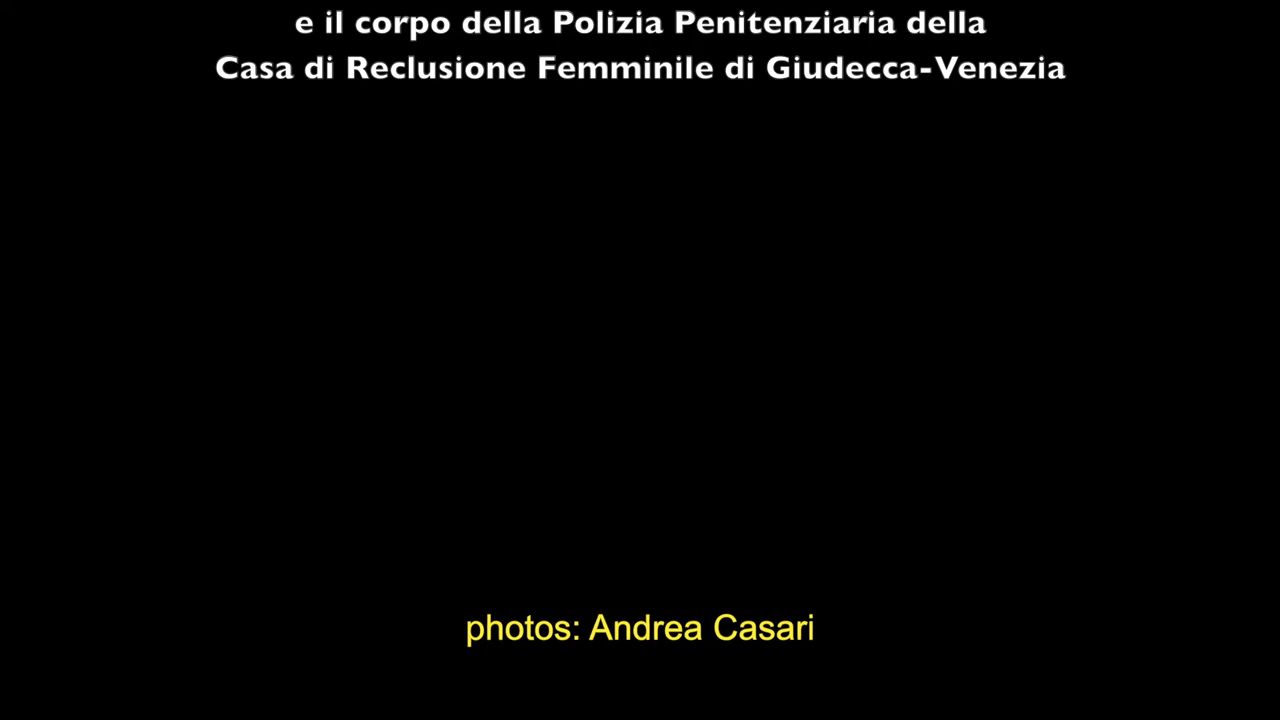 e il corpo della Polizia Penitenziaria della
Casa di Reclusione Femminile di Giudecca-Venezia
photos: Andrea Casari